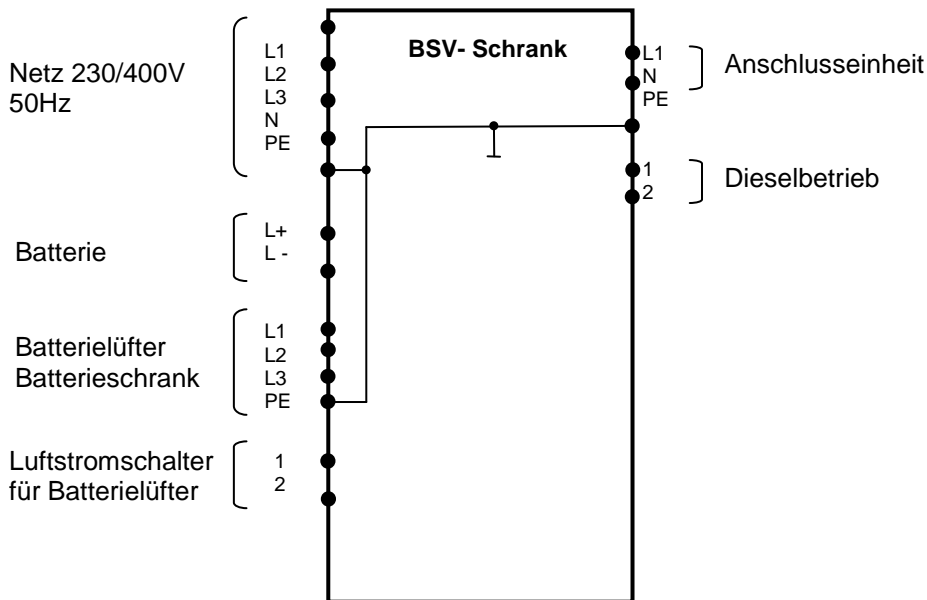 BSV- Schrank
Netz 230/400V
50Hz
L1
L2
L3
N
PE
Batterie
L+
L -
Batterielüfter
Batterieschrank
L1
L2
L3
PE
Luftstromschalter
für Batterielüfter
1
2
L1
N
PE
Anschlusseinheit
1
2
Dieselbetrieb